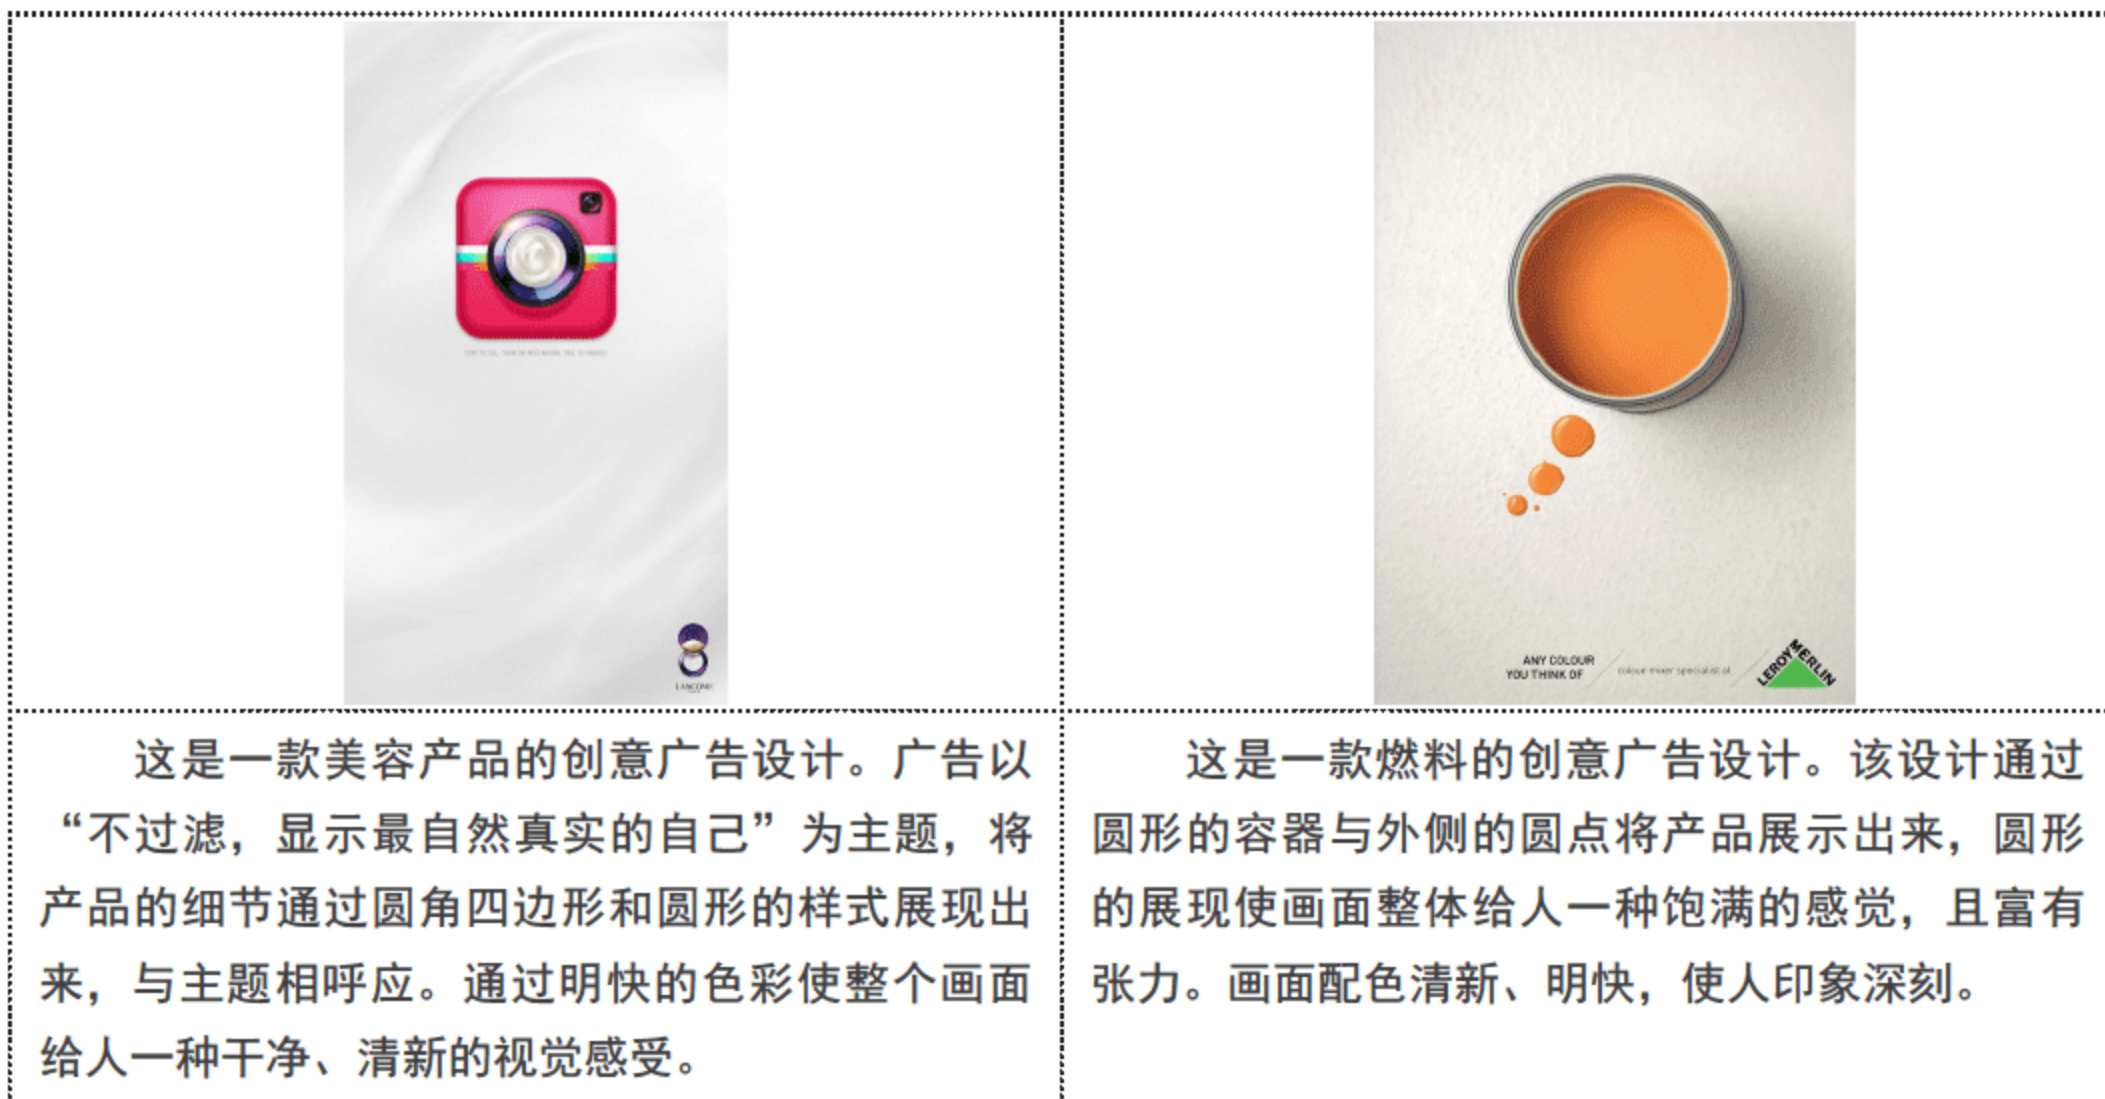 LANCOME
ANY COLOUR
YOU THINK OF
colour mixer specialist at
LEROY MERLIN
这是一款美容产品的创意广告设计。广告以
“不过滤，显示最自然真实的自己”为主题，将
产品的细节通过圆角四边形和圆形的样式展现出
来，与主题相呼应。通过明快的色彩使整个画面
给人一种干净、清新的视觉感受。
这是一款燃料的创意广告设计。该设计通过
圆形的容器与外侧的圆点将产品展示出来，圆形
的展现使画面整体给人一种饱满的感觉，且富有
张力。画面配色清新、明快，使人印象深刻。